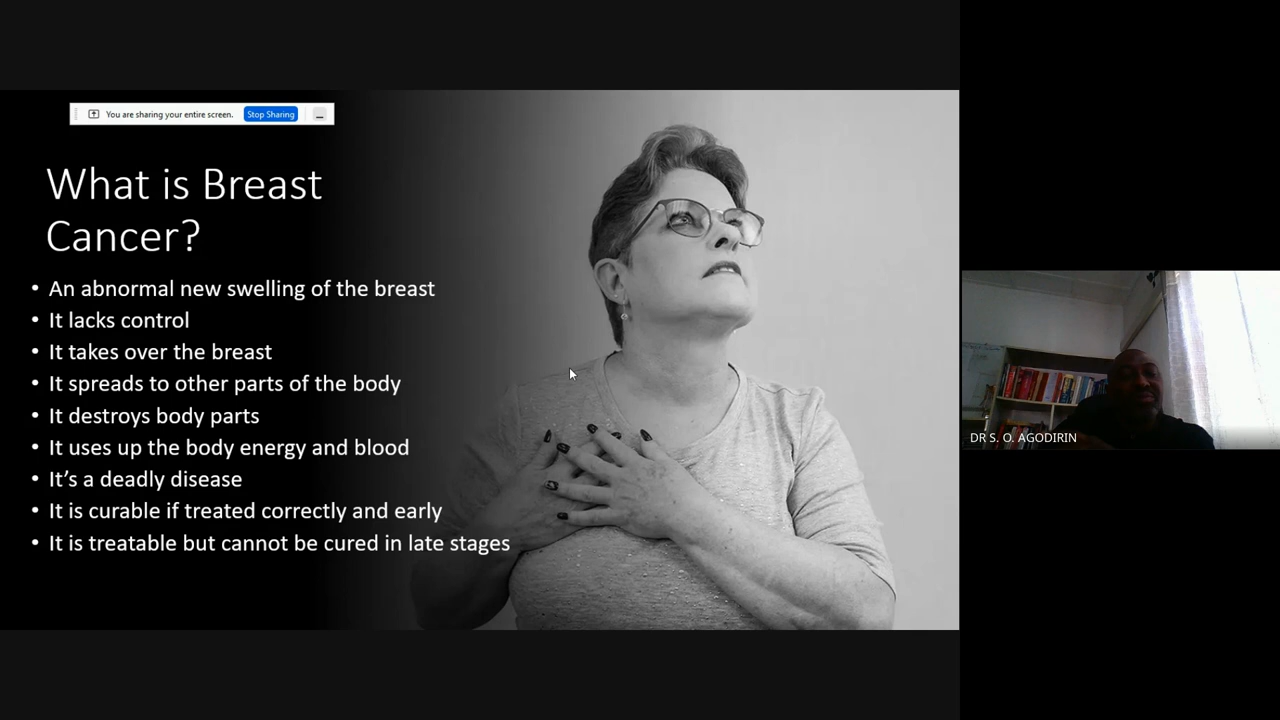 You are sharing your entire screen. Stop Sharing
What is Breast
Cancer?
• An abnormal new swelling of the breast
• It lacks control
• It takes over the breast
• It spreads to other parts of the body
• It destroys body parts
• It uses up the body energy and blood
• It’s a deadly disease
• It is curable if treated correctly and early
• It is treatable but cannot be cured in late stages
DR S. O. AGODIRIN